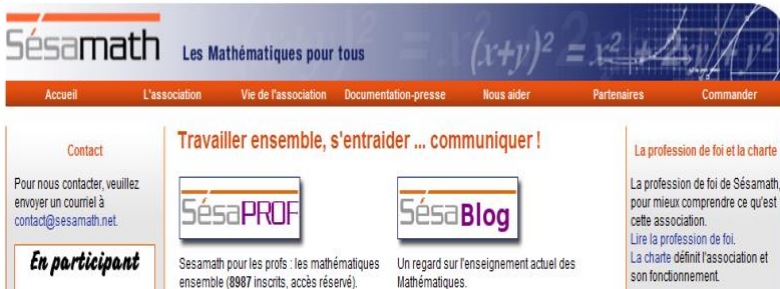 Sésamath Les Mathématiques pour tous
(x+y)² = x² + 2xy + y²
Accueil L'association Vie de l'association Documentation-presse Nous aider Partenaires Commander
Contact
Pour nous contacter, veuillez
envoyer un courriel à
contact@sesamath.net.
En participant
Travailler ensemble, s'entraider ... communiquer !
SésaPROF
Sesamath pour les profs : les mathématiques
ensemble (8987 inscrits, accès réservé).
SésaBlog
Un regard sur l'enseignement actuel des
Mathématiques.
La profession de foi et la charte
La profession de foi de Sésamath,
pour mieux comprendre ce qu'est
cette association.
Lire la profession de foi.
La charte définit l'association et
son fonctionnement.